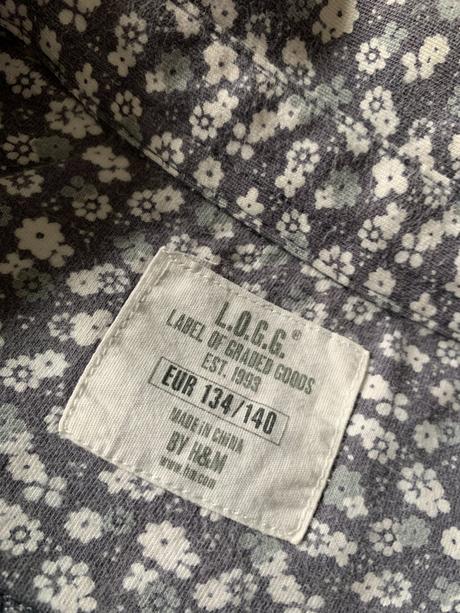 L.O.G.G.®
LABEL OF GRADED GOODS
EST. 1993
EUR 134/140
MADE IN CHINA
BY H&M
www.hm.com